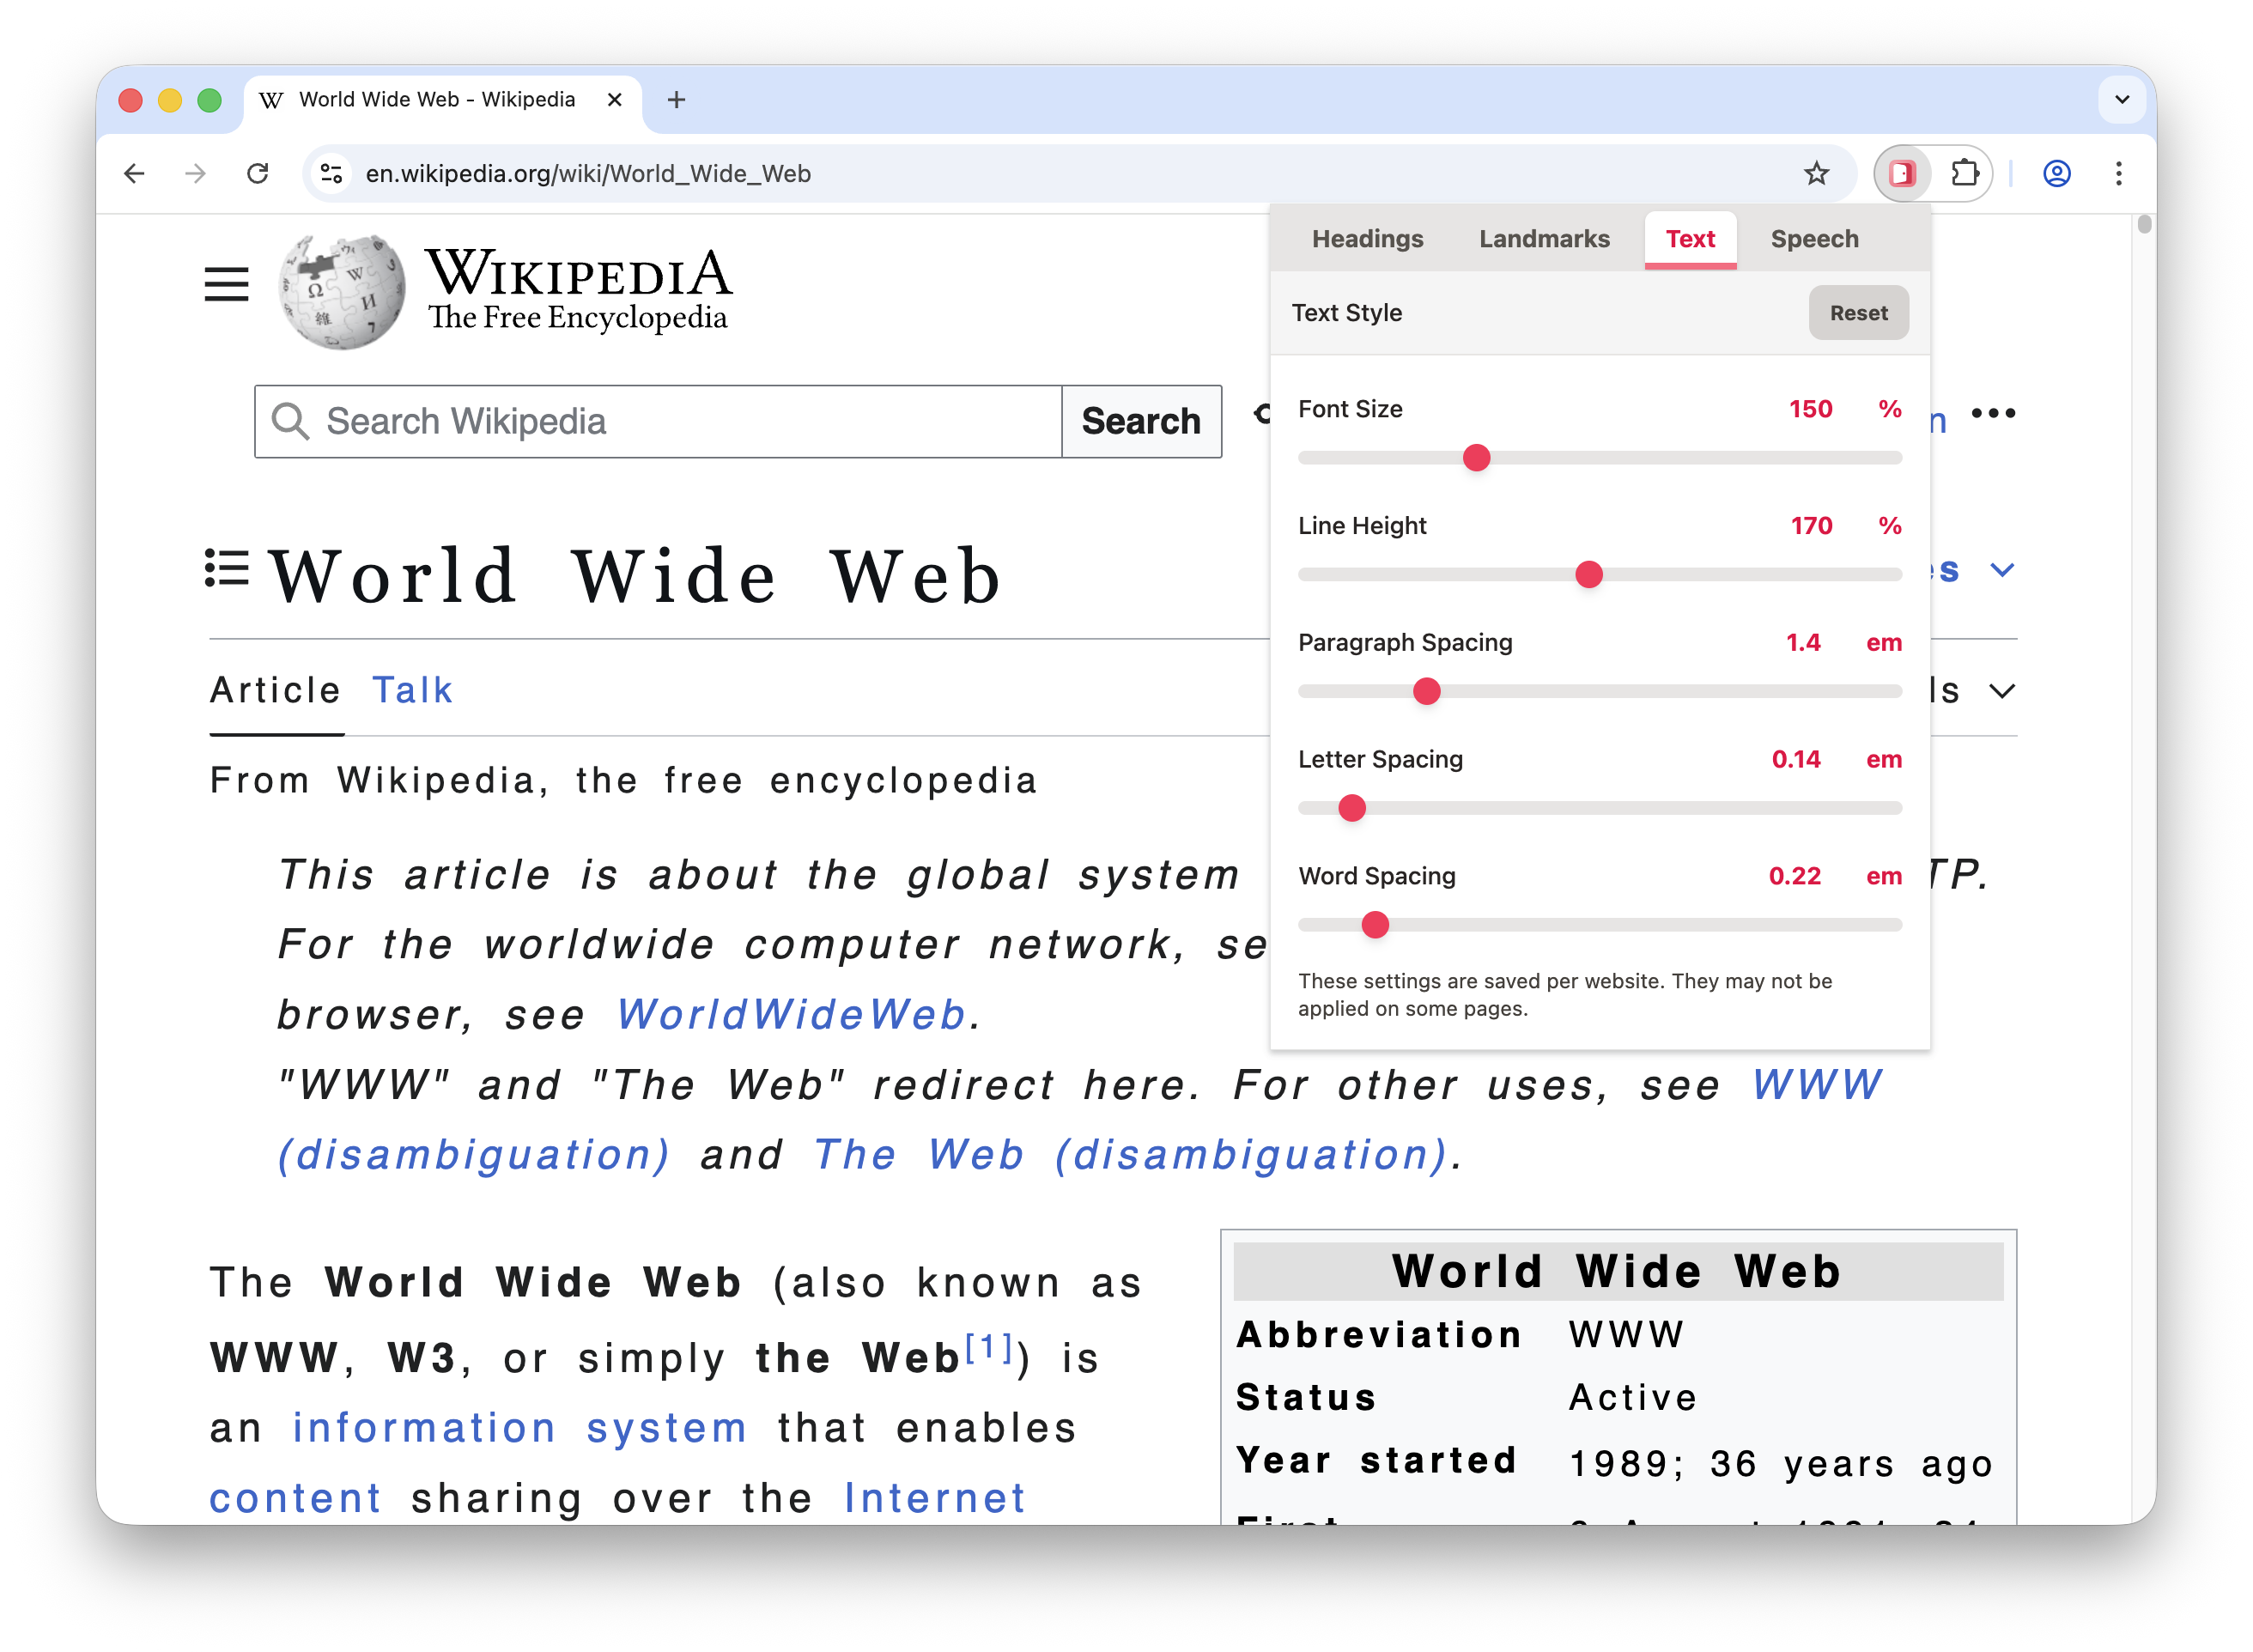 World Wide Web - Wikipedia
en.wikipedia.org/wiki/World_Wide_Web
Headings Landmarks Text Speech
Text Style Reset
Font Size 150 %
Line Height 170 %
Paragraph Spacing 1.4 em
Letter Spacing 0.14 em
Word Spacing 0.22 em
These settings are saved per website. They may not be
applied on some pages.
WIKIPEDIA
The Free Encyclopedia
Search Wikipedia Search
World Wide Web
Article Talk
From Wikipedia, the free encyclopedia
This article is about the global system
For the worldwide computer network,
browser, see WorldWideWeb.
"WWW" and "The Web" redirect here. For other uses, see WWW
(disambiguation) and The Web (disambiguation).
The World Wide Web (also known as
WWW, W3, or simply the Web[1]) is
an information system that enables
content sharing over the Internet
World Wide Web
Abbreviation WWW
Status Active
Year started 1989; 36 years ago